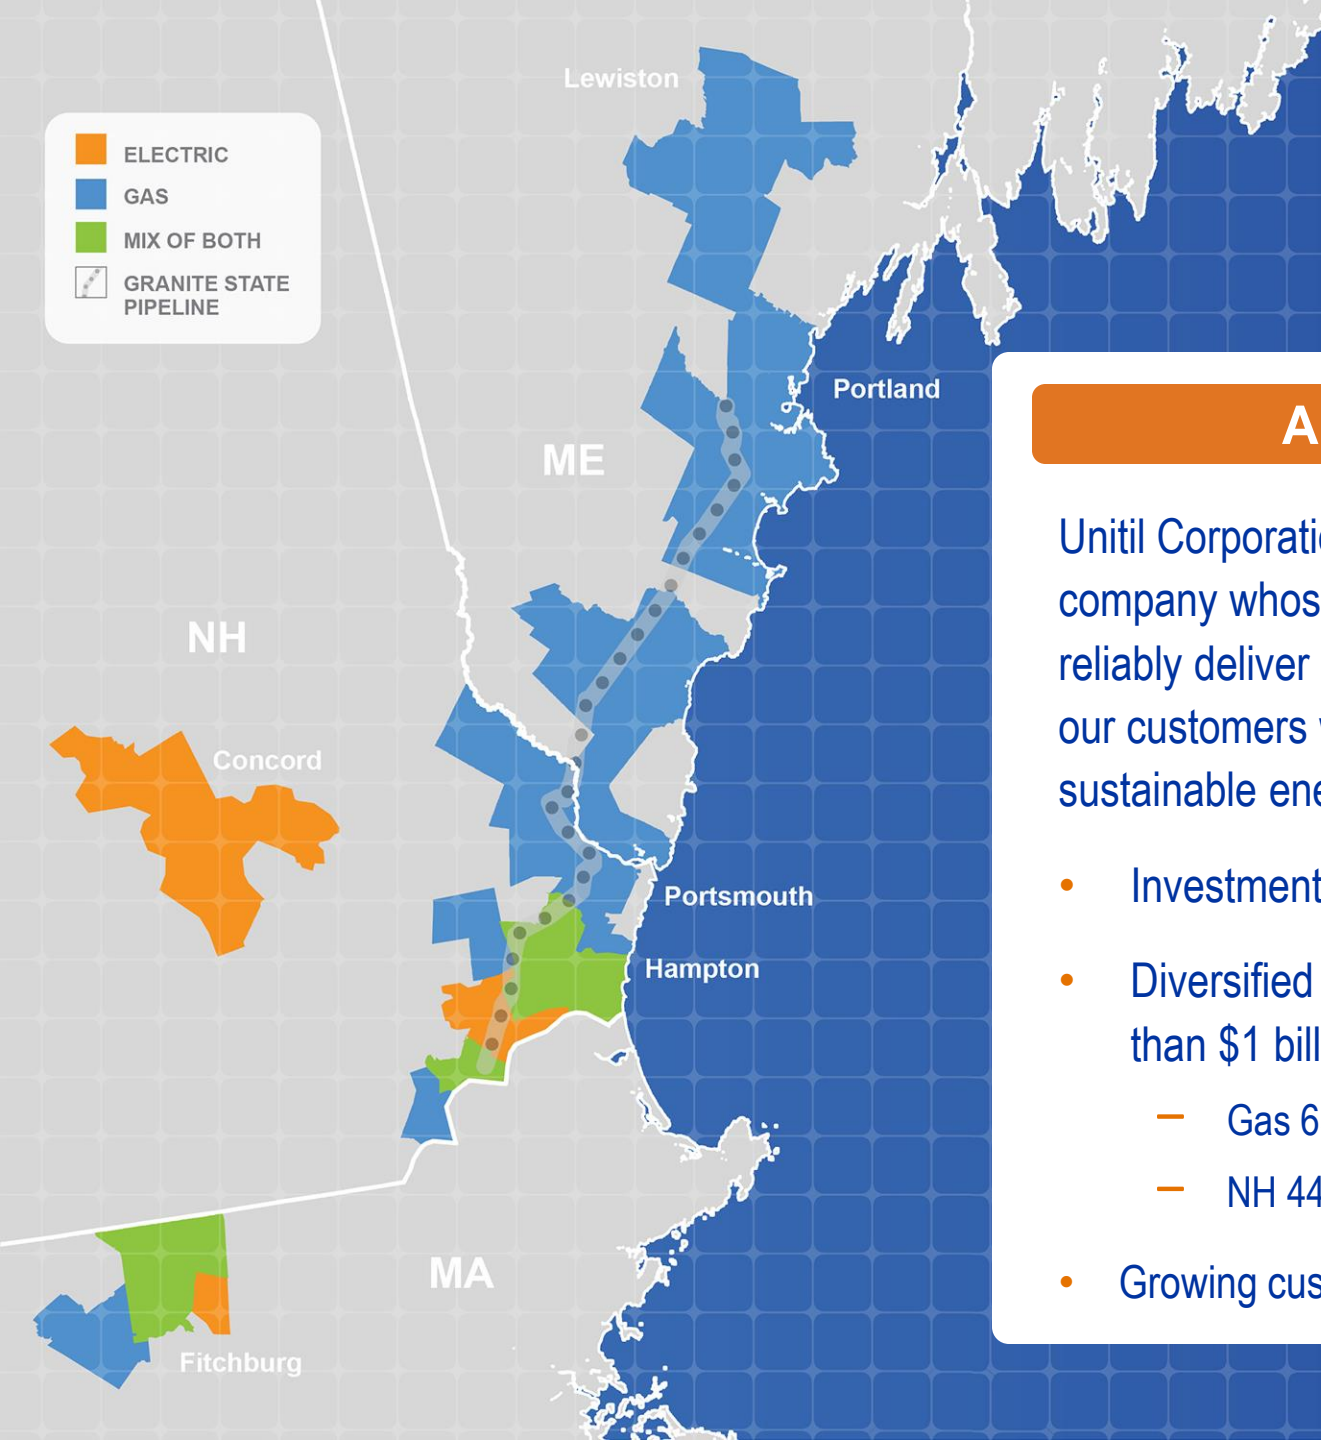 Lewiston
ELECTRIC
GAS
MIX OF BOTH
GRANITE STATE
PIPELINE
Portland
ME
NH
Concord
Portsmouth
Hampton
MA
Fitchburg
A
Unitil Corporati
company whos
reliably deliver
our customers
sustainable en
• Investment
• Diversified
than $1 bill
– Gas 6
– NH 44
• Growing cus